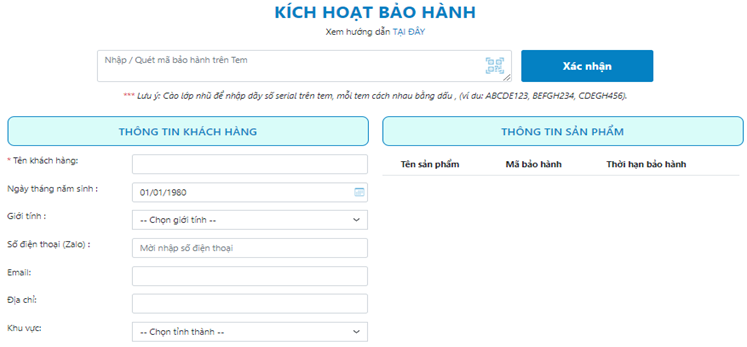 KÍCH HOẠT BẢO HÀNH
Xem hướng dẫn TẠI ĐÂY
Nhập / Quét mã bảo hành trên Tem
Xác nhận
*** Lưu ý: Cào lớp nhũ để nhập dãy số serial trên tem, mỗi tem cách nhau bằng dấu , (ví dụ: ABCDE123, BEFGH234, CDEGH456).
THÔNG TIN KHÁCH HÀNG
* Tên khách hàng:
Ngày tháng năm sinh :
01/01/1980
Giới tính :
-- Chọn giới tính --
Số điện thoại (Zalo) :
Mời nhập số điện thoại
Email:
Địa chỉ:
Khu vực:
-- Chọn tỉnh thành --
THÔNG TIN SẢN PHẨM
Tên sản phẩm Mã bảo hành Thời hạn bảo hành